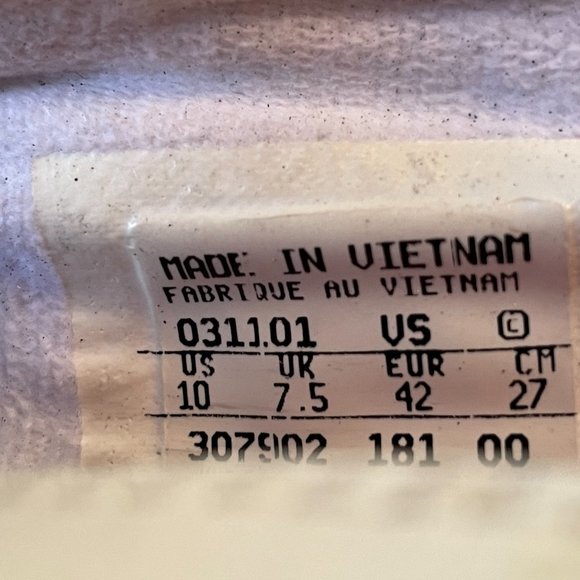 MADE IN VIETNAM
FABRIQUE AU VIETNAM
031101 VS ©
US UK EUR CM
10 7.5 42 27
307902 181 00